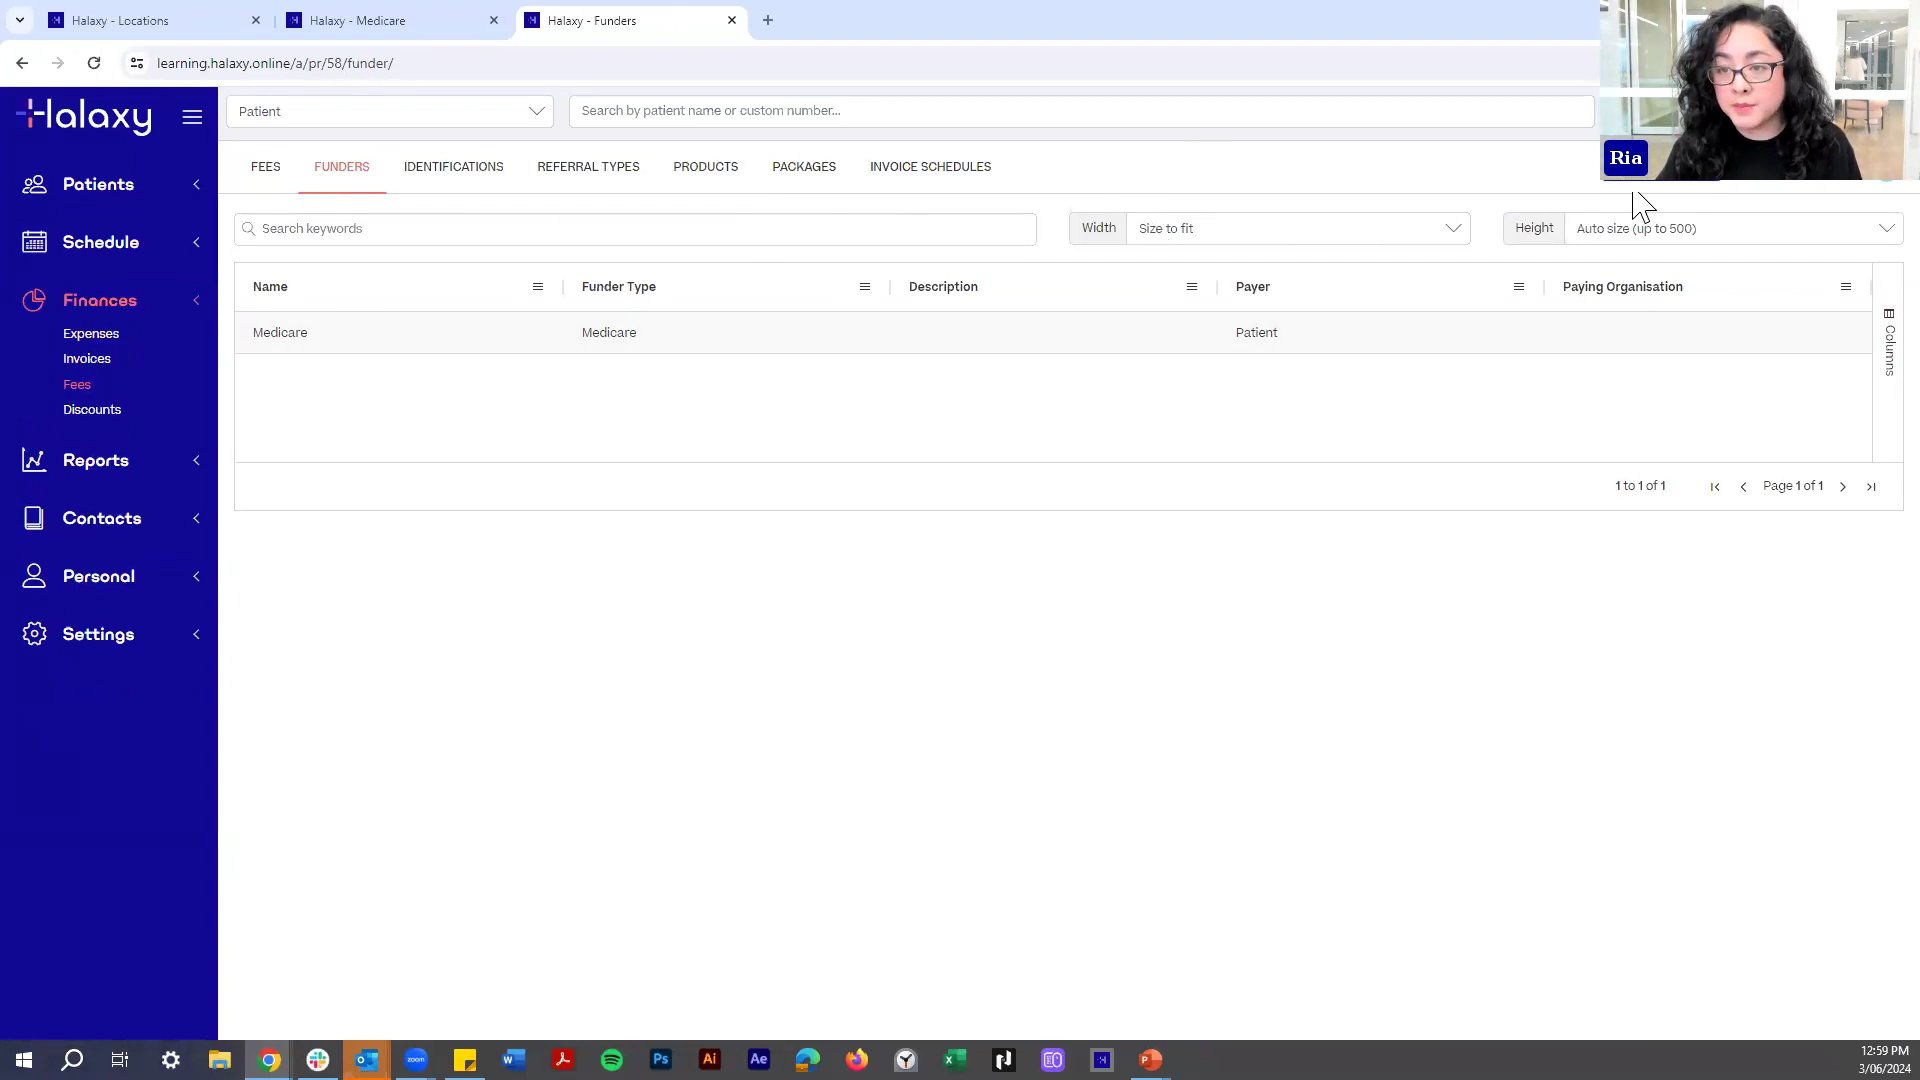 Halaxy - Locations
Halaxy - Medicare
Halaxy - Funders
learning.halaxy.online/a/pr/58/funder/
Halaxy
Patient
Search by patient name or custom number...
Ria
FEES
FUNDERS
IDENTIFICATIONS
REFERRAL TYPES
PRODUCTS
PACKAGES
INVOICE SCHEDULES
Search keywords
Width
Size to fit
Height
Auto size (up to 500)
Patients
Schedule
Finances
Expenses
Invoices
Fees
Discounts
Reports
Contacts
Personal
Settings
Name
Funder Type
Description
Payer
Paying Organisation
Medicare
Medicare
Patient
Columns
1 to 1 of 1
Page 1 of 1
zoom
Ps
Ai
Ae
12:59 PM
3/06/2024